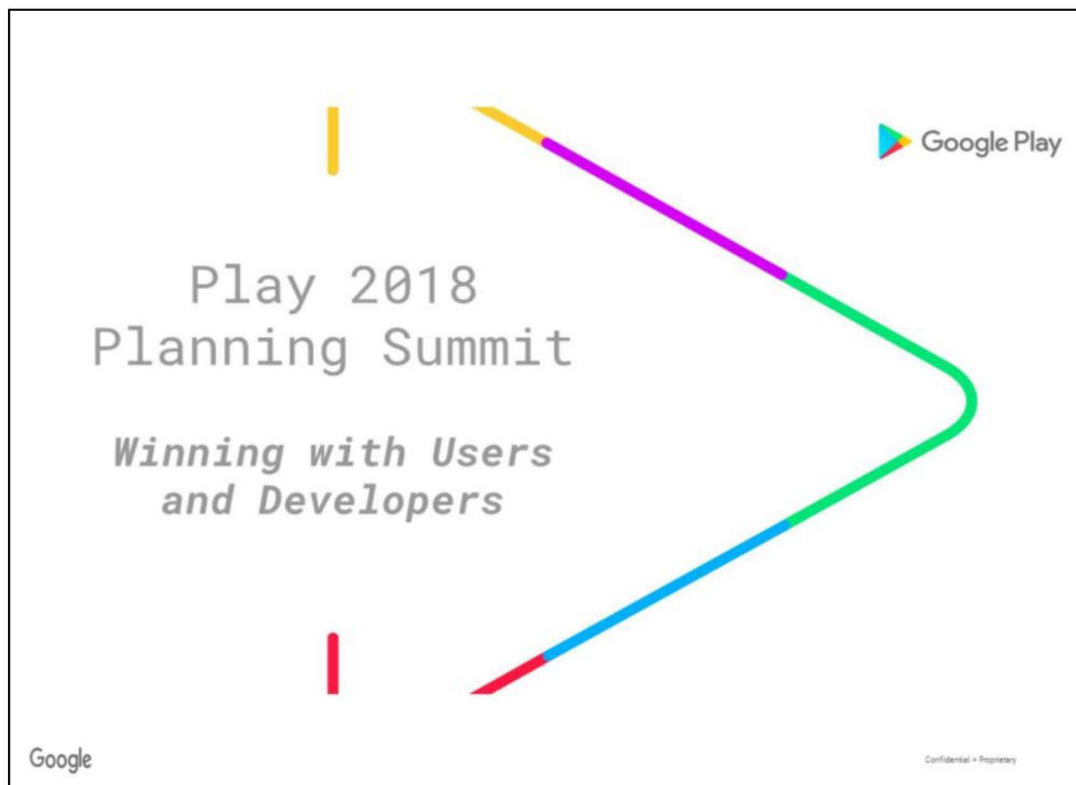 Google Play
Play 2018
Planning Summit
Winning with Users
and Developers
Google
Confidential + Proprietary